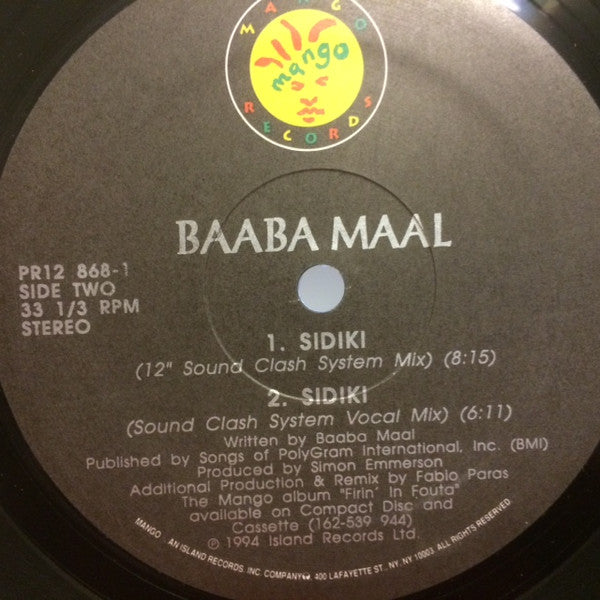 MANGO
mango
RECORDS
BAABA MAAL
PR12 868-1
SIDE TWO
33 1/3 RPM
STEREO
1. SIDIKI
(12" Sound Clash System Mix) (8:15)
2. SIDIKI
(Sound Clash System Vocal Mix) (6:11)
Written by Baaba Maal
Published by Songs of PolyGram International, Inc. (BMI)
Produced by Simon Emmerson
Additional Production & Remix by Fabio Paras
The Mango album "Firin' In Fouta"
available on Compact Disc and
Cassette (162-539 944)
© 1994 Island Records Ltd.
MANGO - AN ISLAND RECORDS, INC. COMPANY, 400 LAFAYETTE ST., NY, NY 10003. ALL RIGHTS RESERVED.